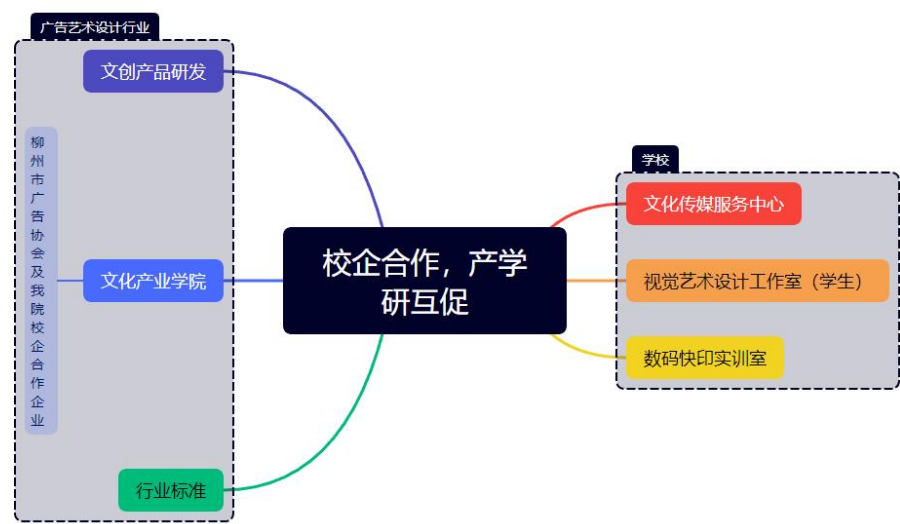 广告艺术设计行业
文创产品研发
柳州市广告协会及我院校企合作企业
文化产业学院
行业标准
校企合作，产学
研互促
学校
文化传媒服务中心
视觉艺术设计工作室（学生）
数码快印实训室